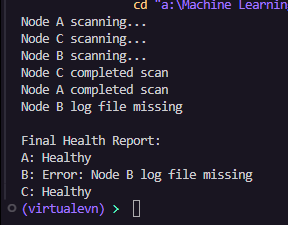 cd "a:\Machine Learnin
Node A scanning...
Node C scanning...
Node B scanning...
Node C completed scan
Node A completed scan
Node B log file missing
Final Health Report:
A: Healthy
B: Error: Node B log file missing
C: Healthy
(virtualevn) >